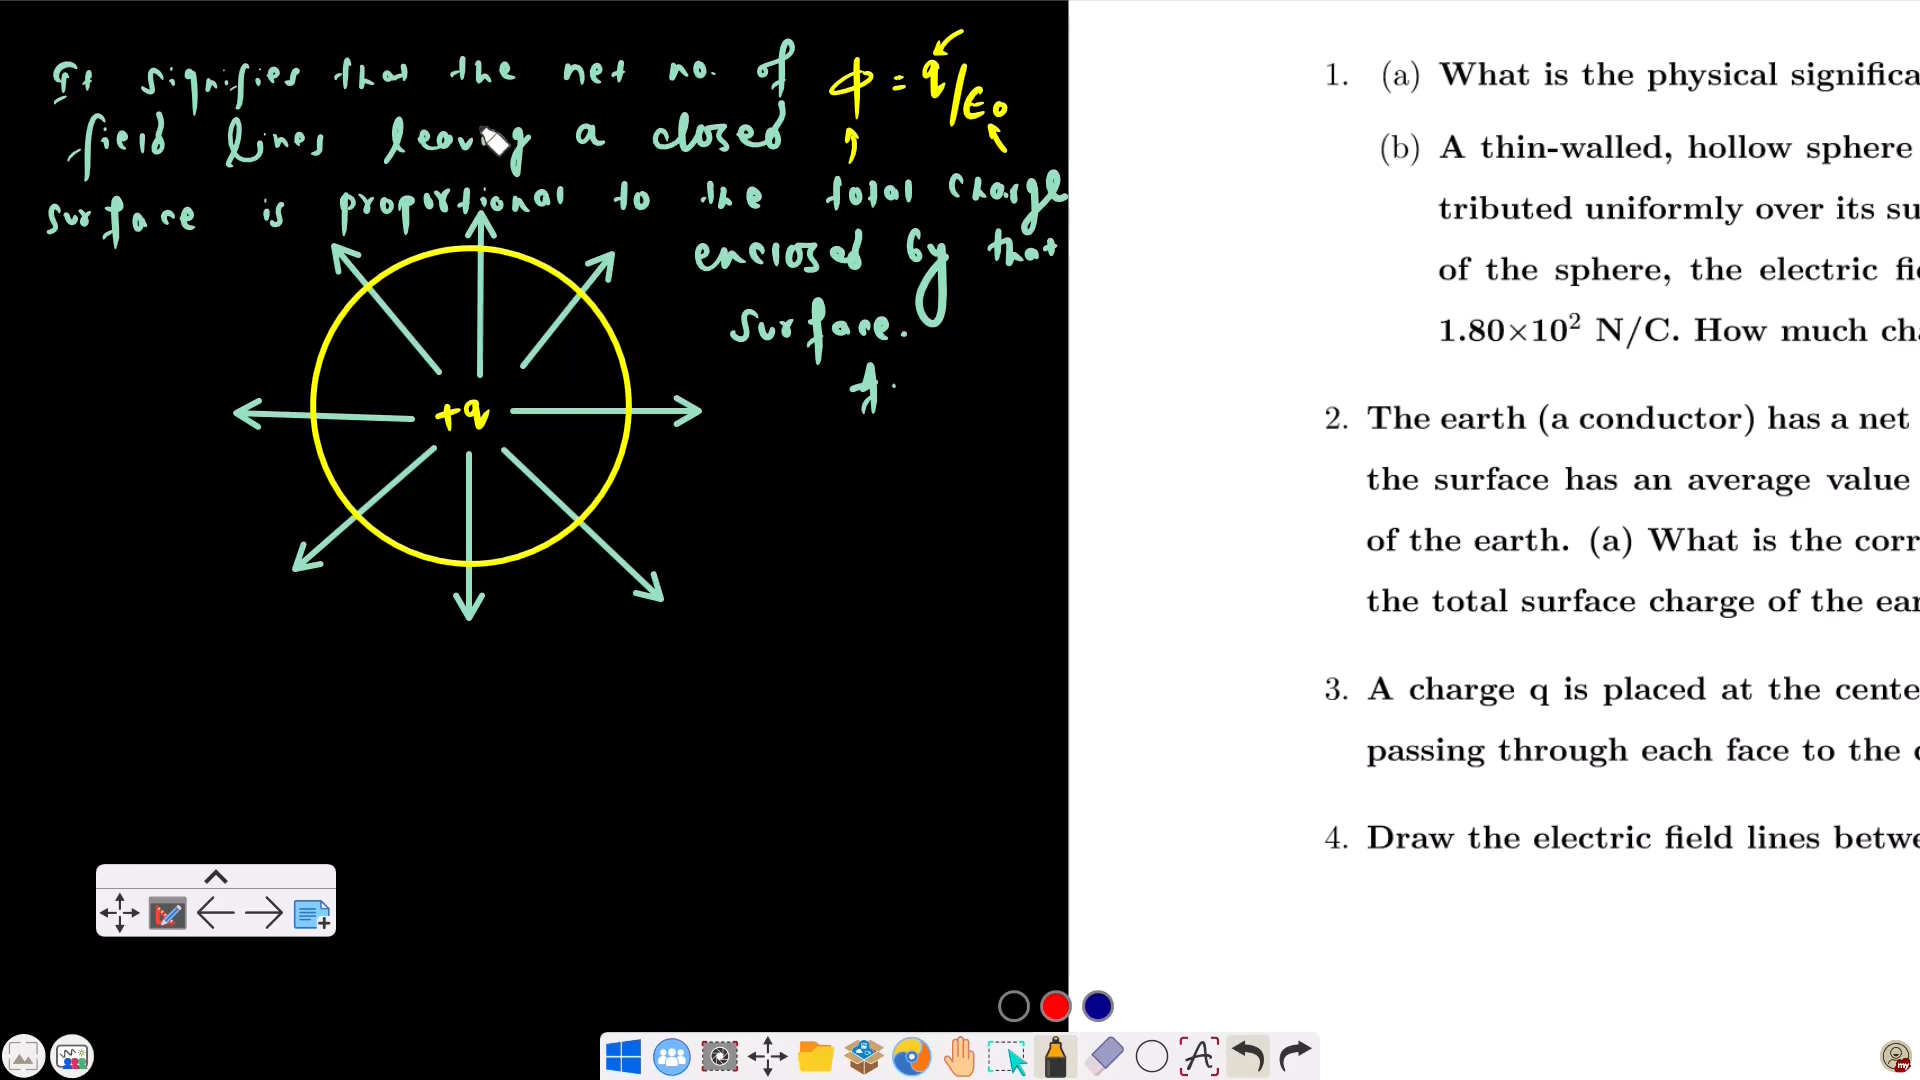 It signifies that the net no. of
field lines leaving a closed
surface is proportional to the total charge
enclosed by that
surface.
ϕ = q/ϵ0
+q
1. (a) What is the physical significa
(b) A thin-walled, hollow sphere
tributed uniformly over its su
of the sphere, the electric fie
1.80×10² N/C. How much cha
2. The earth (a conductor) has a net
the surface has an average value
of the earth. (a) What is the corr
the total surface charge of the ear
3. A charge q is placed at the cente
passing through each face to the c
4. Draw the electric field lines betwe